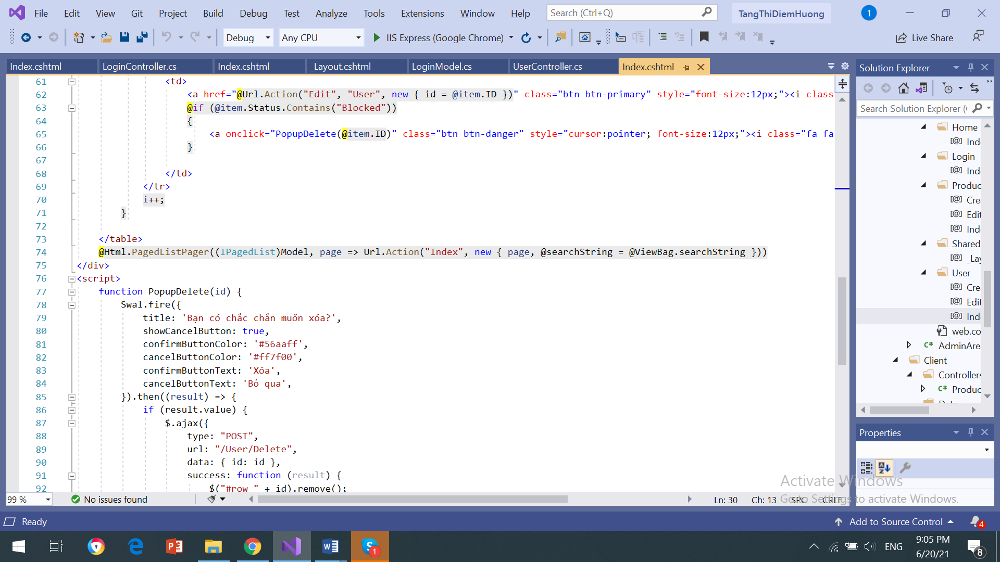 File Edit View Git Project Build Debug Test Analyze Tools Extensions Window Help Search (Ctrl+Q) TangThiDiemHuong 1
Debug Any CPU IIS Express (Google Chrome) Live Share
Index.cshtml LoginController.cs Index.cshtml _Layout.cshtml LoginModel.cs UserController.cs Index.cshtml
61 <td>
62 <a href="@Url.Action("Edit", "User", new { id = @item.ID })" class="btn btn-primary" style="font-size:12px;"><i class
63 @if (@item.Status.Contains("Blocked"))
64 {
65 <a onclick="PopupDelete(@item.ID)" class="btn btn-danger" style="cursor:pointer; font-size:12px;"><i class="fa fa
66 }
67
68 </td>
69 </tr>
70 i++;
71 }
72
73 </table>
74 @Html.PagedListPager((IPagedList)Model, page => Url.Action("Index", new { page, @searchString = @ViewBag.searchString }))
75 </div>
76 <script>
77 function PopupDelete(id) {
78 Swal.fire({
79 title: 'Bạn có chắc chắn muốn xóa?',
80 showCancelButton: true,
81 confirmButtonColor: '#56aaff',
82 cancelButtonColor: '#ff7f00',
83 confirmButtonText: 'Xóa',
84 cancelButtonText: 'Bỏ qua',
85 }).then((result) => {
86 if (result.value) {
87 $.ajax({
88 type: "POST",
89 url: "/User/Delete",
90 data: { id: id },
91 success: function (result) {
92 $("#row_" + id).remove();
99 % No issues found Ln: 30 Ch: 13 SPC CRLF
Solution Explorer
Search Solution Explorer (
Home
[@] Ind
Login
[@] Ind
Produc
[@] Cre
[@] Edit
[@] Ind
Shared
[@] _Lay
User
[@] Cre
[@] Edit
[@] Ind
web.co
C# AdminAre
Client
Controllers
C# Produc
Properties
Activate Windows
Go to Settings to activate Windows.
Ready Add to Source Control 4
1 ENG 9:05 PM
6/20/21 8